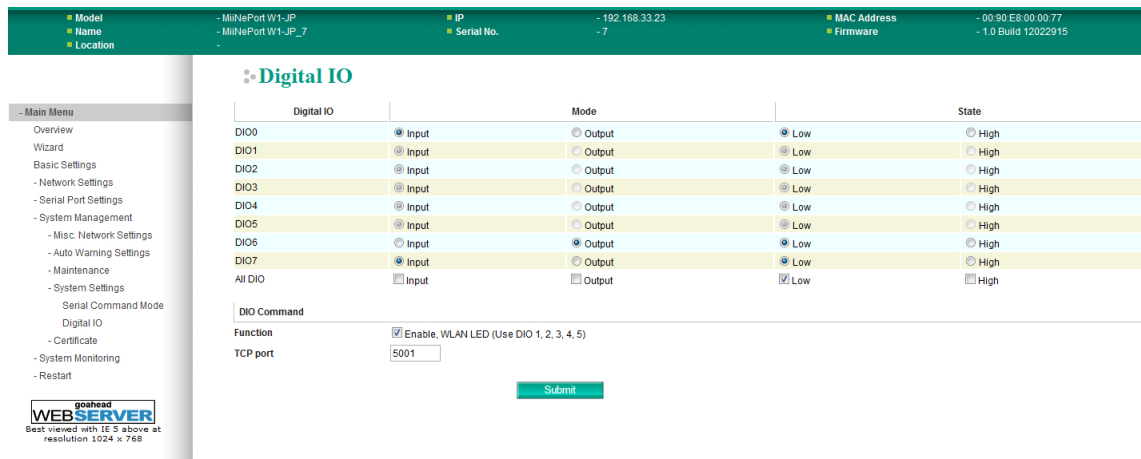 Model - MiiNePort W1-JP IP - 192.168.33.23 MAC Address - 00:90:E8:00:00:77
Name - MiiNePort W1-JP_7 Serial No. - 7 Firmware - 1.0 Build 12022915
Location -
Digital IO
- Main Menu
Overview
Wizard
Basic Settings
- Network Settings
- Serial Port Settings
- System Management
- Misc. Network Settings
- Auto Warning Settings
- Maintenance
- System Settings
Serial Command Mode
Digital IO
- Certificate
- System Monitoring
- Restart
goahead
WEBSERVER
Best viewed with IE 5 above at
resolution 1024 x 768
Digital IO Mode State
DIO0 Input Output Low High
DIO1 Input Output Low High
DIO2 Input Output Low High
DIO3 Input Output Low High
DIO4 Input Output Low High
DIO5 Input Output Low High
DIO6 Input Output Low High
DIO7 Input Output Low High
All DIO Input Output Low High
DIO Command
Function Enable, WLAN LED (Use DIO 1, 2, 3, 4, 5)
TCP port 5001
Submit